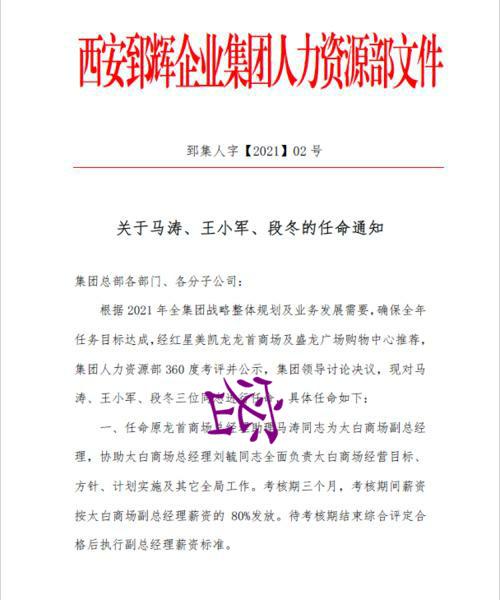 西安郅辉企业集团人力资源部文件
郅集人字【2021】02 号
关于马涛、王小军、段冬的任命通知
集团总部各部门、各分子公司：
根据 2021 年全集团战略整体规划及业务发展需要，确保全年
任务目标达成，经红星美凯龙龙首商场及盛龙广场购物中心推荐，
集团人力资源部 360 度考评并公示，集团领导讨论决议，现对马
涛、王小军、段冬三位同志进行任命，具体任命如下：
一、任命原龙首商场总经理助理马涛同志为太白商场副总经
理，协助太白商场总经理刘毓同志全面负责太白商场经营目标、
方针、计划实施及其它全局工作。考核期三个月，考核期间薪资
按太白商场副总经理薪资的 80%发放。待考核期结束综合评定合
格后执行副总经理薪资标准。